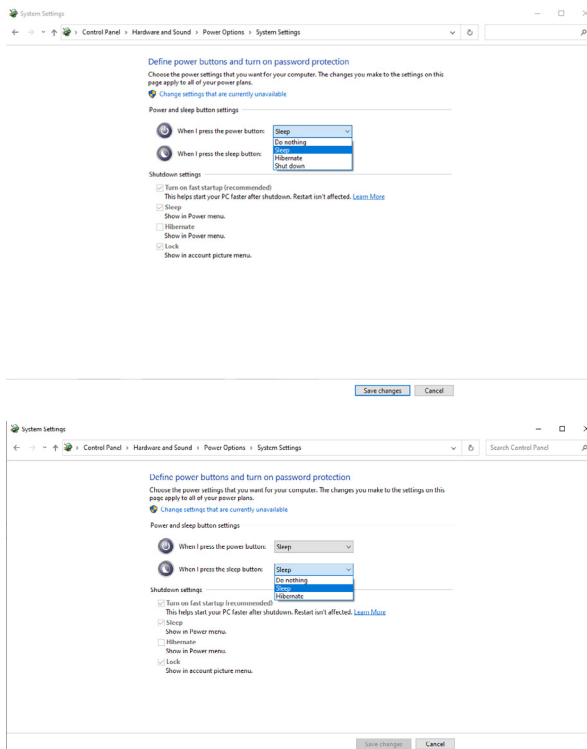 System Settings
Control Panel > Hardware and Sound > Power Options > System Settings
Define power buttons and turn on password protection
Choose the power settings that you want for your computer. The changes you make to the settings on this
page apply to all of your power plans.
Change settings that are currently unavailable
Power and sleep button settings
When I press the power button: Sleep
Do nothing
Sleep
When I press the sleep button:
Hibernate
Shut down
Shutdown settings
Turn on fast startup (recommended)
This helps start your PC faster after shutdown. Restart isn't affected. Learn More
Sleep
Show in Power menu.
Hibernate
Show in Power menu.
Lock
Show in account picture menu.
Save changes Cancel
System Settings
Control Panel > Hardware and Sound > Power Options > System Settings Search Control Panel
Define power buttons and turn on password protection
Choose the power settings that you want for your computer. The changes you make to the settings on this
page apply to all of your power plans.
Change settings that are currently unavailable
Power and sleep button settings
When I press the power button: Sleep
When I press the sleep button: Sleep
Do nothing
Sleep
Hibernate
Shutdown settings
Turn on fast startup (recommended)
This helps start your PC faster after shutdown. Restart isn't affected. Learn More
Sleep
Show in Power menu.
Hibernate
Show in Power menu.
Lock
Show in account picture menu.
Save changes Cancel